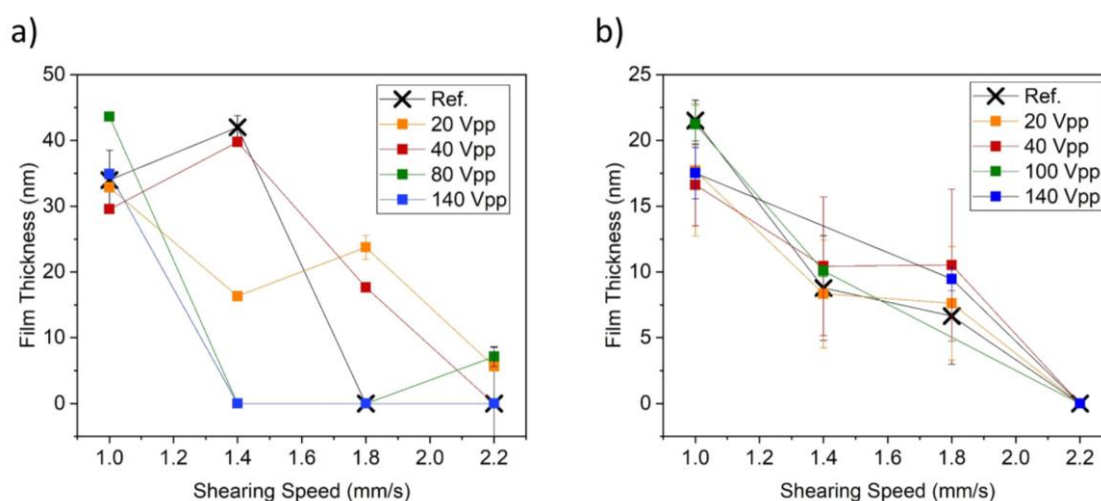 a)
50
40
30
20
10
0
Film Thickness (nm)
1.0 1.2 1.4 1.6 1.8 2.0 2.2
Shearing Speed (mm/s)
Ref.
20 Vpp
40 Vpp
80 Vpp
140 Vpp
b)
25
20
15
10
5
0
Film Thickness (nm)
1.0 1.2 1.4 1.6 1.8 2.0 2.2
Shearing Speed (mm/s)
Ref.
20 Vpp
40 Vpp
100 Vpp
140 Vpp